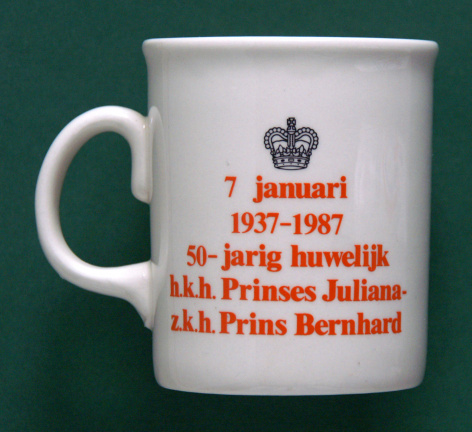 7 januari
1937-1987
50-jarig huwelijk
h.k.h. Prinses Juliana-
z.k.h. Prins Bernhard